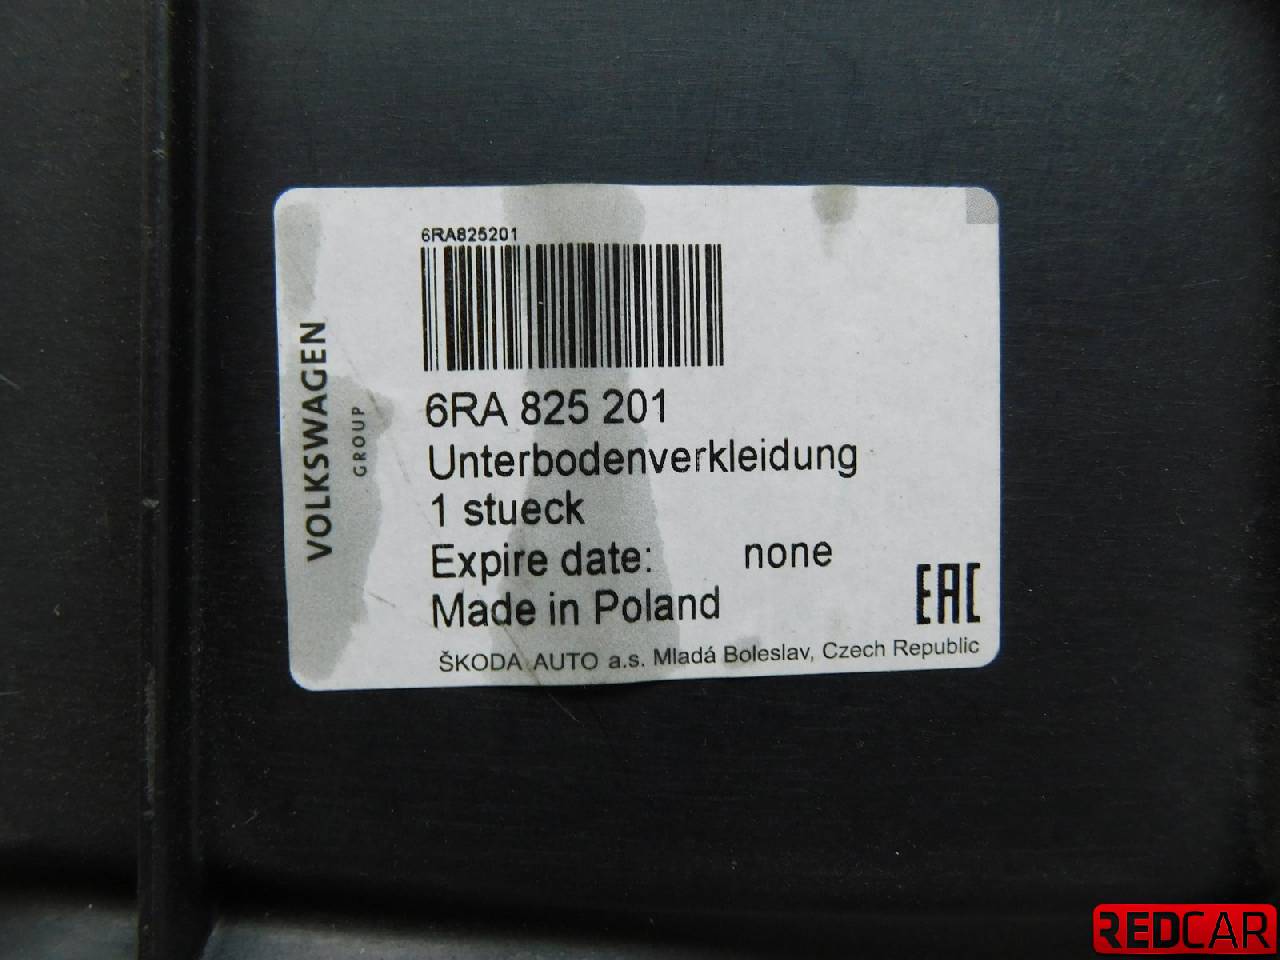 6RA825201
VOLKSWAGEN
GROUP
6RA 825 201
Unterbodenverkleidung
1 stueck
Expire date: none
Made in Poland
EAC
ŠKODA AUTO a.s. Mladá Boleslav, Czech Republic
REDCAR